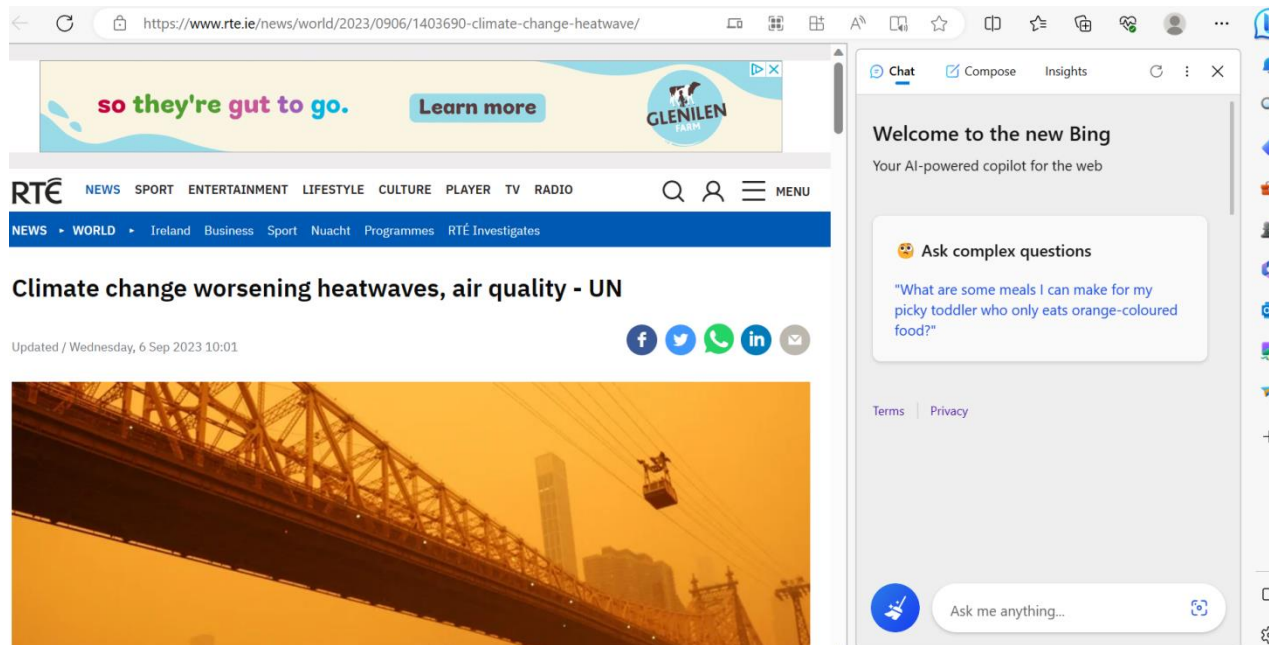 https://www.rte.ie/news/world/2023/0906/1403690-climate-change-heatwave/
so they're gut to go.
Learn more
GLENILEN
FARM
RTÉ NEWS SPORT ENTERTAINMENT LIFESTYLE CULTURE PLAYER TV RADIO MENU
NEWS ▸ WORLD ▸ Ireland Business Sport Nuacht Programmes RTÉ Investigates
Climate change worsening heatwaves, air quality - UN
Updated / Wednesday, 6 Sep 2023 10:01
Chat Compose Insights
Welcome to the new Bing
Your AI-powered copilot for the web
Ask complex questions
"What are some meals I can make for my
picky toddler who only eats orange-coloured
food?"
Terms Privacy
Ask me anything...